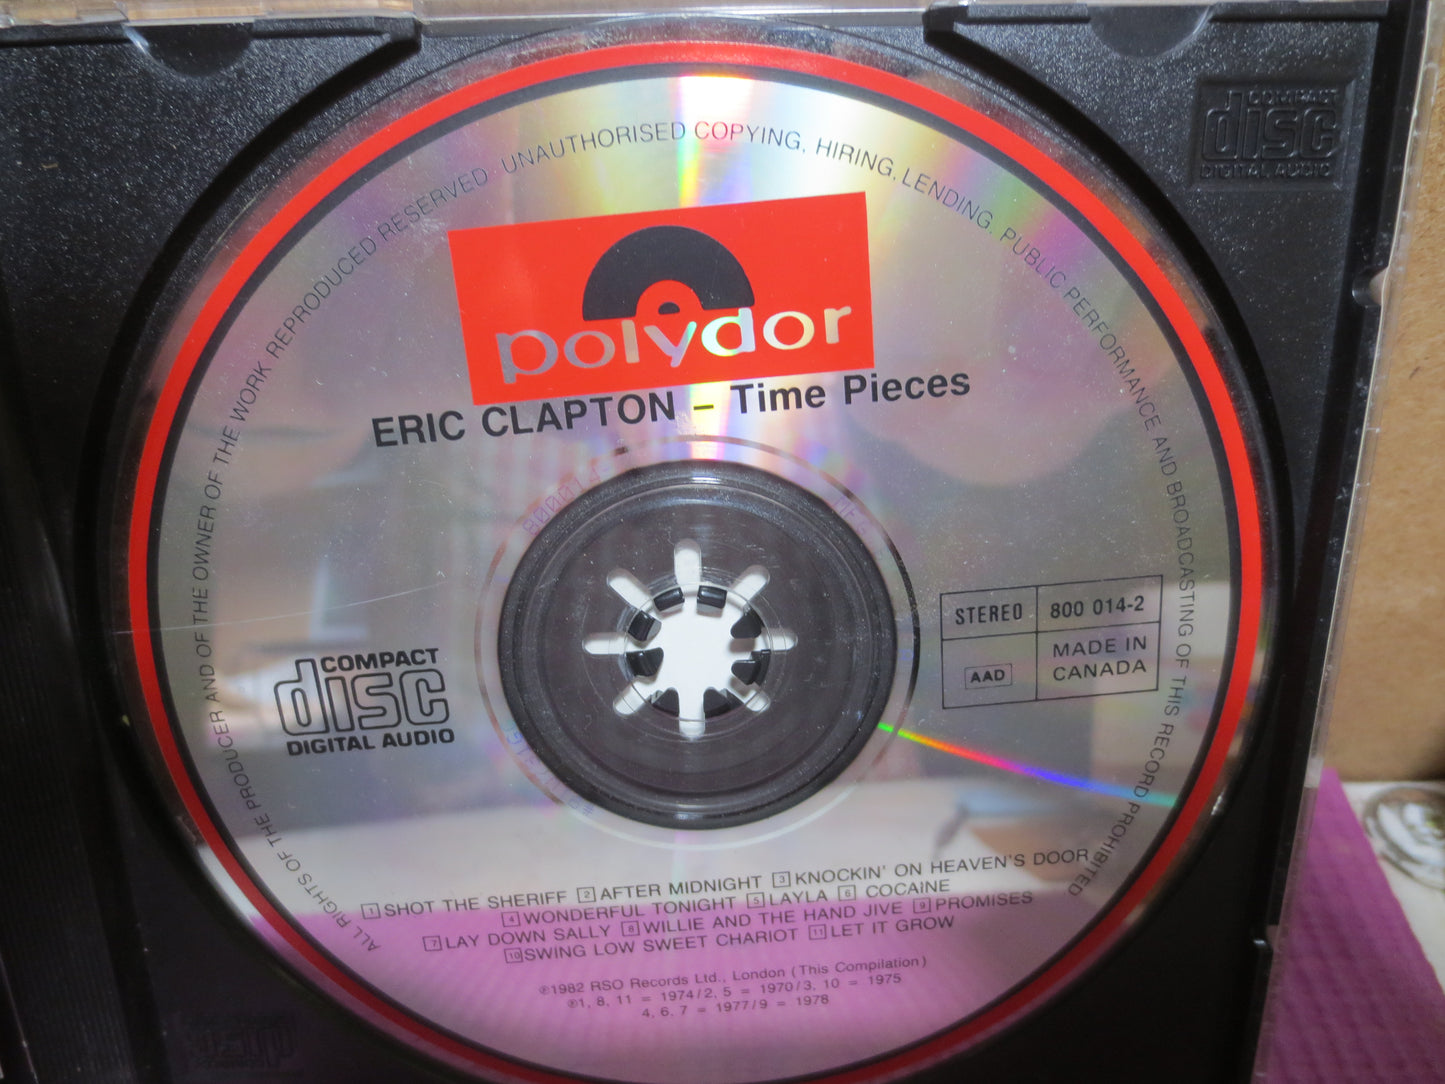 COMPACT
disc
DIGITAL AUDIO
ALL RIGHTS OF THE PRODUCER AND OF THE OWNER OF THE WORK REPRODUCED RESERVED. UNAUTHORISED COPYING, HIRING, LENDING, PUBLIC PERFORMANCE AND BROADCASTING OF THIS RECORD PROHIBITED
polydor
ERIC CLAPTON – Time Pieces
STEREO
800 014-2
AAD
MADE IN
CANADA
COMPACT
disc
DIGITAL AUDIO
1 SHOT THE SHERIFF 2 AFTER MIDNIGHT 3 KNOCKIN' ON HEAVEN'S DOOR
4 WONDERFUL TONIGHT 5 LAYLA 6 COCAINE
7 LAY DOWN SALLY 8 WILLIE AND THE HAND JIVE 9 PROMISES
10 SWING LOW SWEET CHARIOT 11 LET IT GROW
℗1982 RSO Records Ltd., London (This Compilation)
℗1, 8, 11 = 1974/2, 5 = 1970/3, 10 = 1975
4, 6, 7 = 1977/9 = 1978